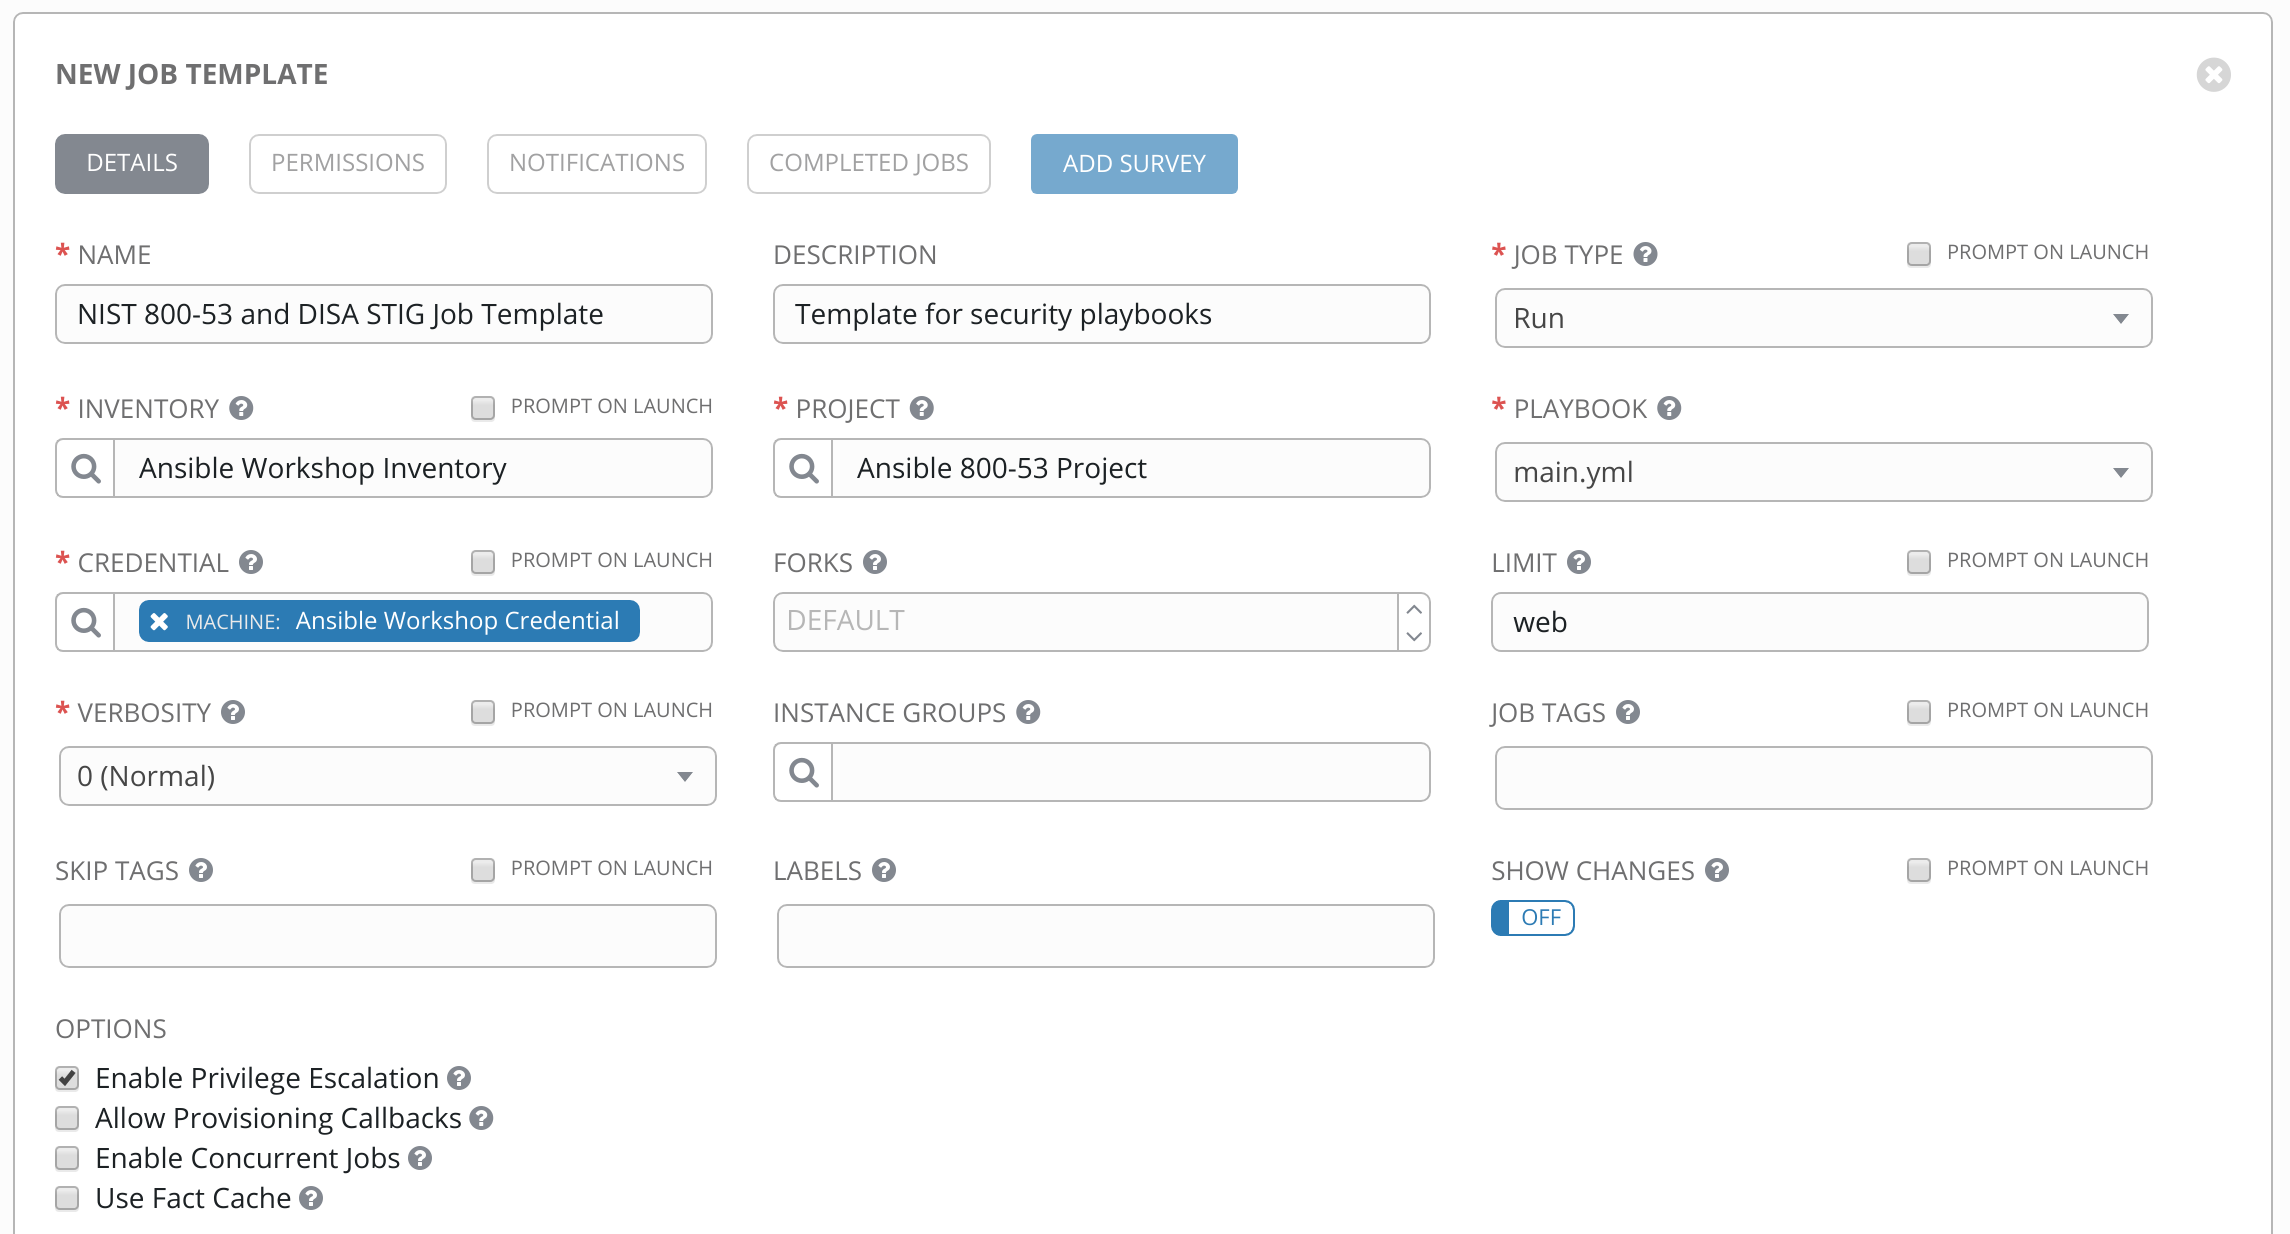 NEW JOB TEMPLATE
DETAILS PERMISSIONS NOTIFICATIONS COMPLETED JOBS ADD SURVEY
* NAME DESCRIPTION * JOB TYPE ? PROMPT ON LAUNCH
NIST 800-53 and DISA STIG Job Template Template for security playbooks Run
* INVENTORY ? PROMPT ON LAUNCH * PROJECT ? * PLAYBOOK ?
Ansible Workshop Inventory Ansible 800-53 Project main.yml
* CREDENTIAL ? PROMPT ON LAUNCH FORKS ? LIMIT ? PROMPT ON LAUNCH
MACHINE: Ansible Workshop Credential DEFAULT web
* VERBOSITY ? PROMPT ON LAUNCH INSTANCE GROUPS ? JOB TAGS ? PROMPT ON LAUNCH
0 (Normal)
SKIP TAGS ? PROMPT ON LAUNCH LABELS ? SHOW CHANGES ? PROMPT ON LAUNCH
OFF
OPTIONS
Enable Privilege Escalation ?
Allow Provisioning Callbacks ?
Enable Concurrent Jobs ?
Use Fact Cache ?